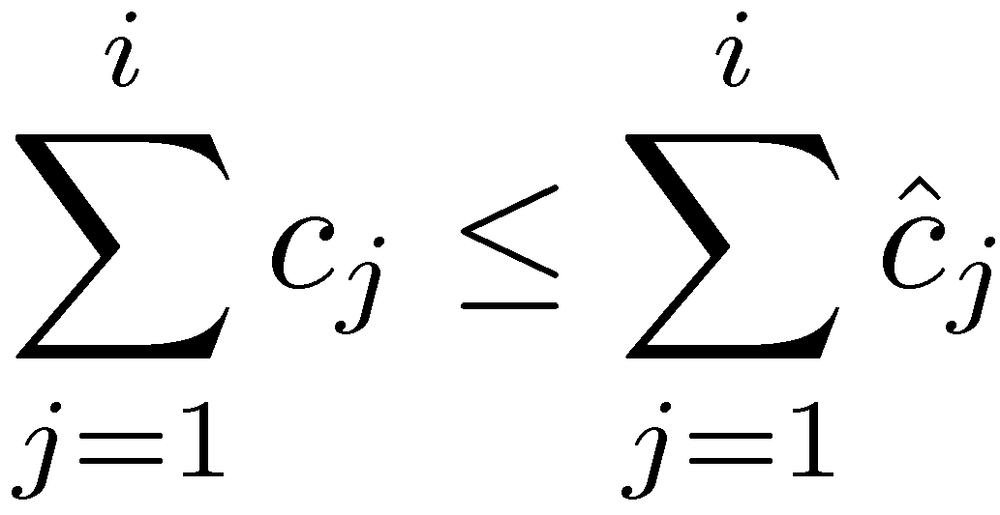 \sum_{j=1}^{i} c_j \leq \sum_{j=1}^{i} \hat{c}_j